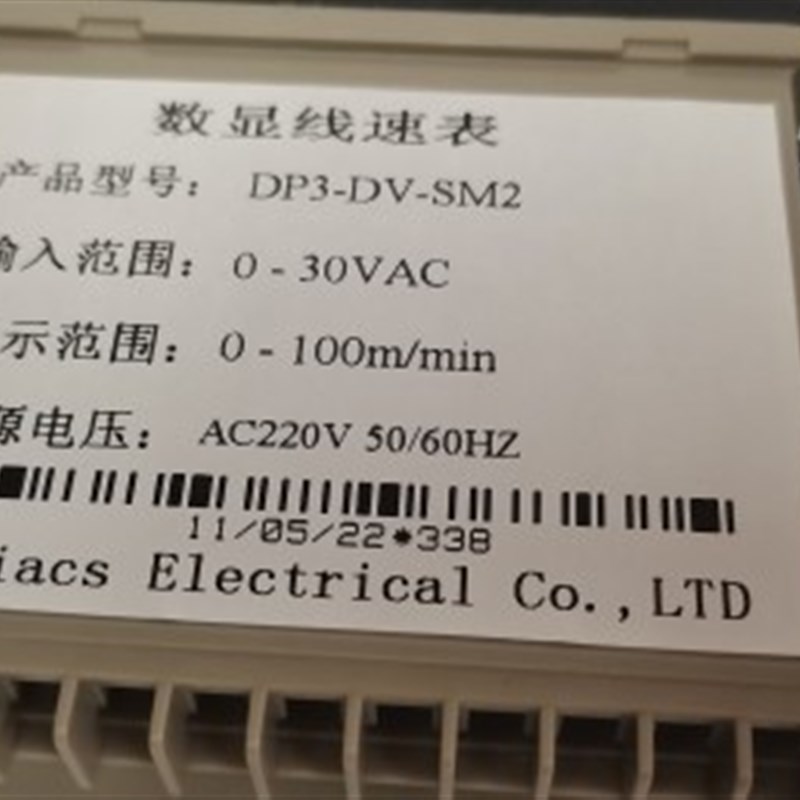 数显线速表
产品型号： DP3-DV-SM2
输入范围： 0 - 30VAC
示范围： 0 - 100m/min
源电压： AC220V 50/60HZ
11/05/22*338
iacs Electrical Co.,LTD